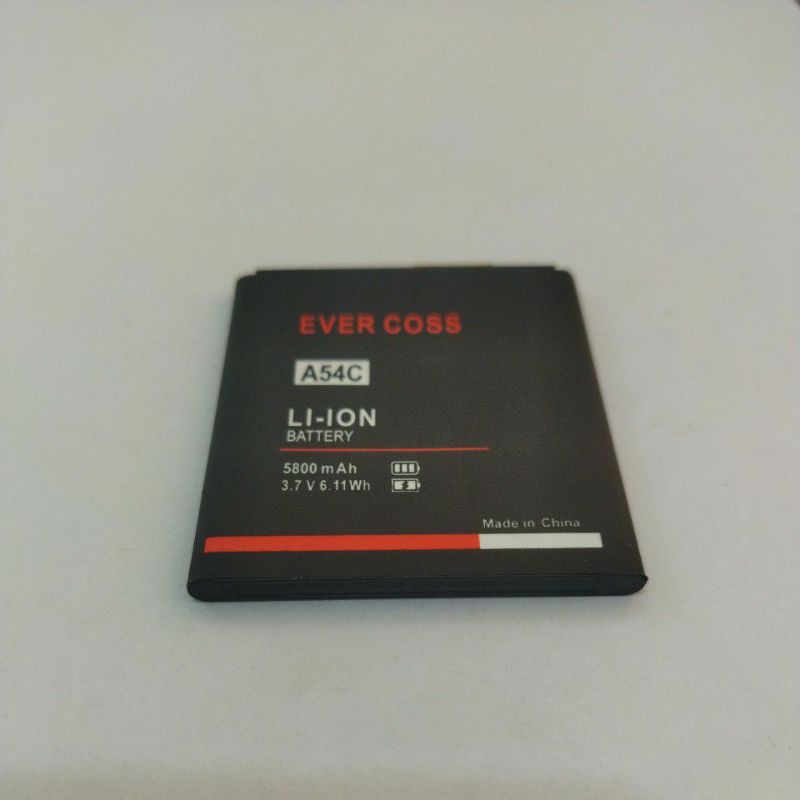 EVER COSS
A54C
LI-ION
BATTERY
5800 mAh
3.7 V 6.11Wh
Made in China